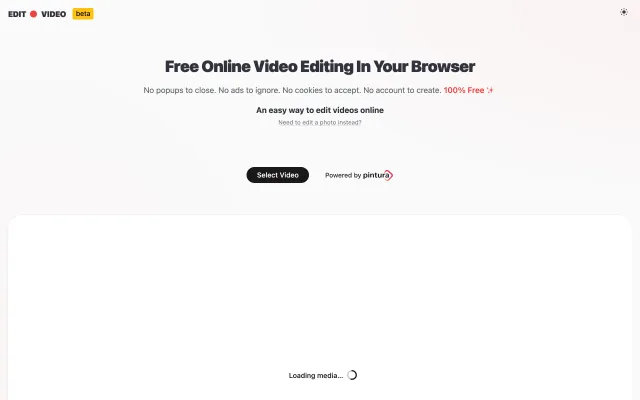 EDIT VIDEO beta
Free Online Video Editing In Your Browser
No popups to close. No ads to ignore. No cookies to accept. No account to create. 100% Free ✨
An easy way to edit videos online
Need to edit a photo instead?
Select Video
Powered by pintura
Loading media...